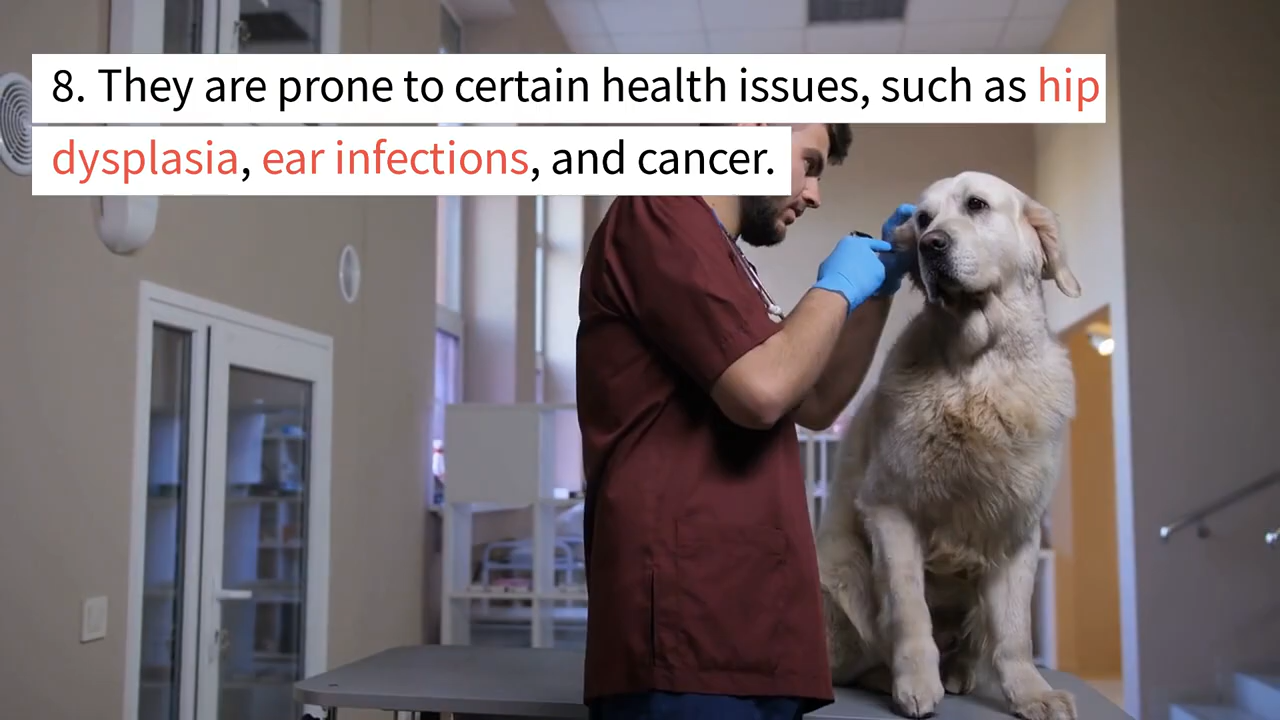 8. They are prone to certain health issues, such as hip
dysplasia, ear infections, and cancer.